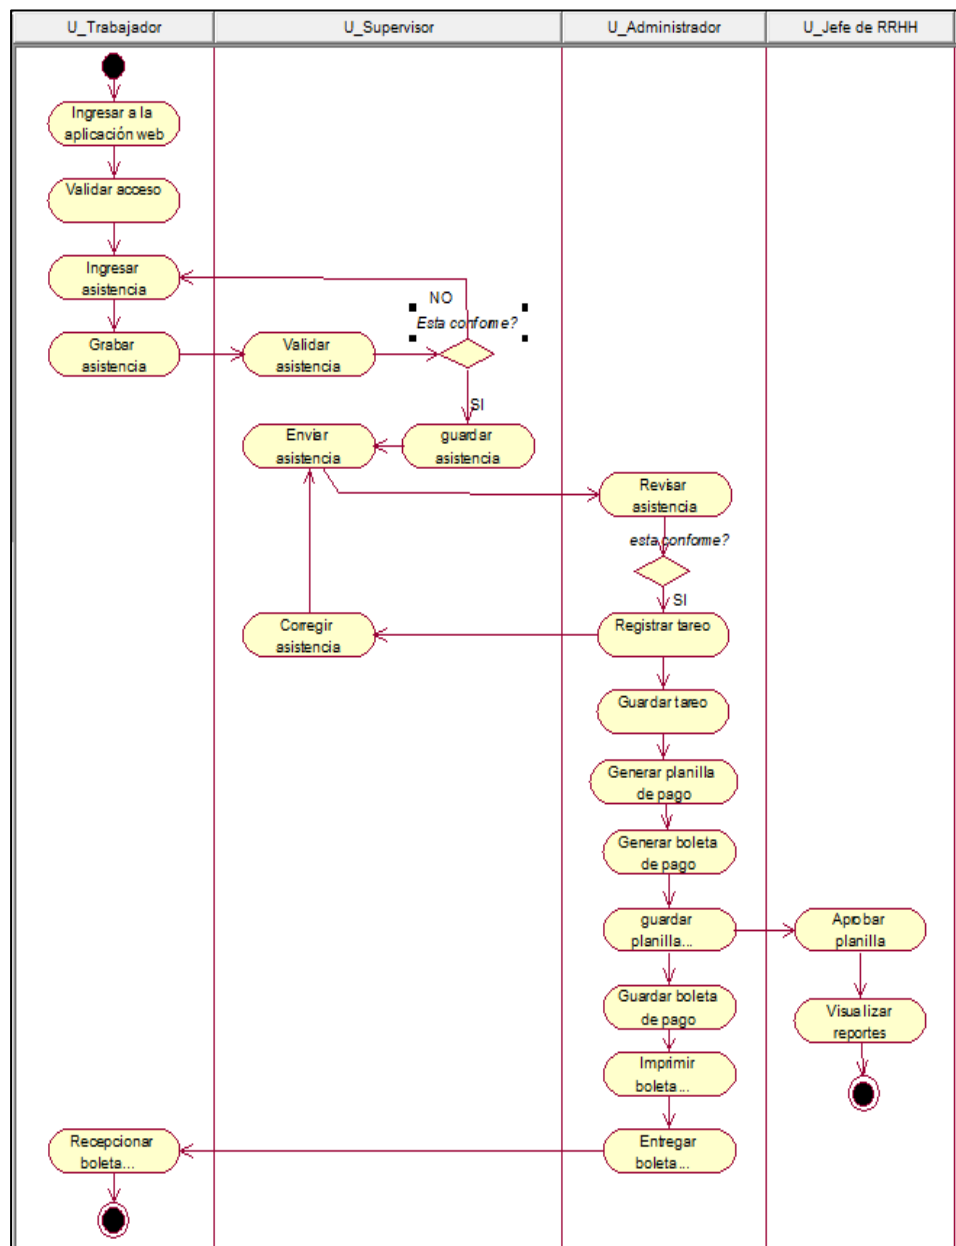 U_Trabajador
U_Supervisor
U_Administrador
U_Jefe de RRHH
Ingresar a la
aplicación web
Validar acceso
Ingresar
asistencia
NO
Esta conforme?
Grabar
asistencia
Validar
asistencia
SI
Enviar
asistencia
guardar
asistencia
Revisar
asistencia
esta conforme?
SI
Corregir
asistencia
Registrar tareo
Guardar tareo
Generar planilla
de pago
Generar boleta
de pago
guardar
planilla...
Aprobar
planilla
Guardar boleta
de pago
Visualizar
reportes
Imprimir
boleta...
Recepcionar
boleta...
Entregar
boleta...